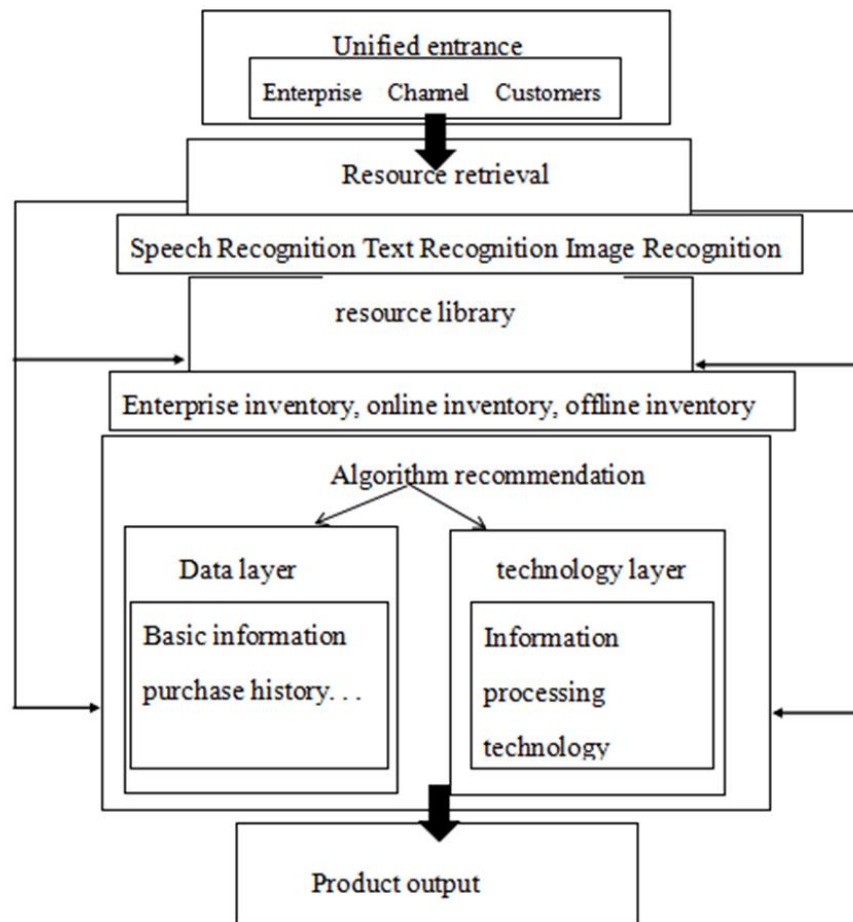 Unified entrance
Enterprise Channel Customers
Resource retrieval
Speech Recognition Text Recognition Image Recognition
resource library
Enterprise inventory, online inventory, offline inventory
Algorithm recommendation
Data layer
Basic information
purchase history. . .
technology layer
Information
processing
technology
Product output